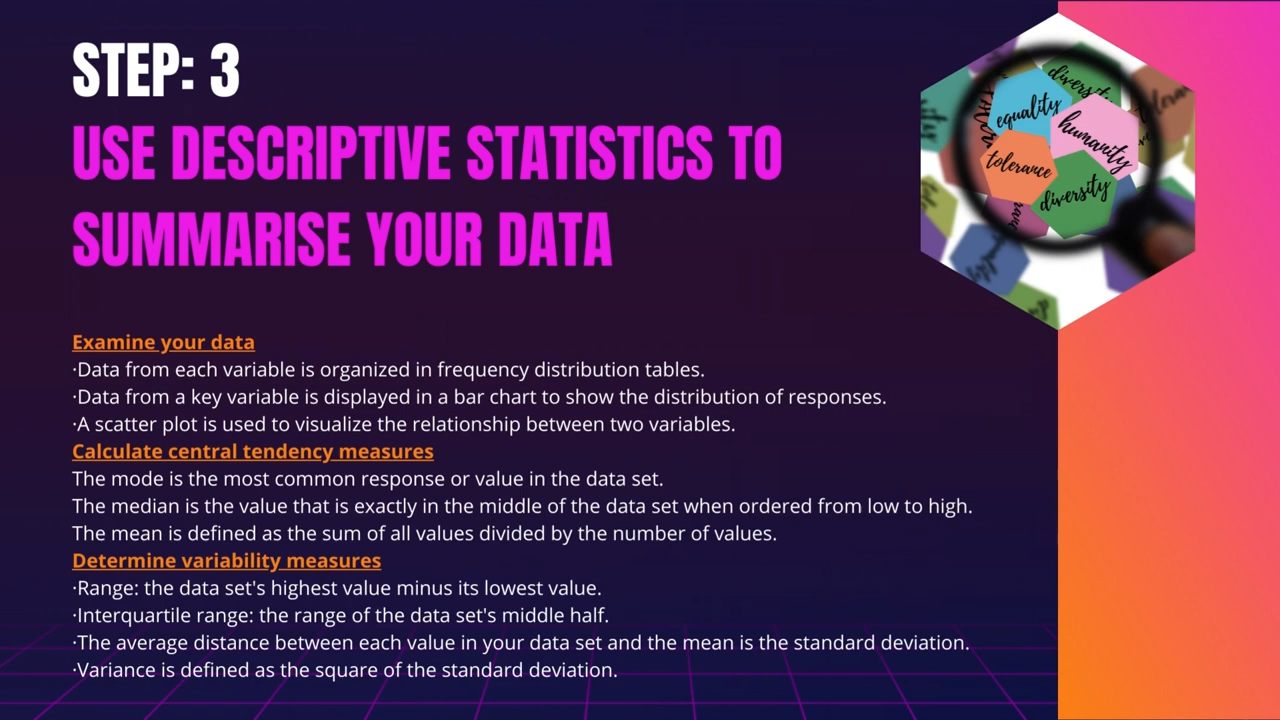 STEP: 3
USE DESCRIPTIVE STATISTICS TO
SUMMARISE YOUR DATA
diversity
equality
humanity
tolerance
diversity
Examine your data
·Data from each variable is organized in frequency distribution tables.
·Data from a key variable is displayed in a bar chart to show the distribution of responses.
·A scatter plot is used to visualize the relationship between two variables.
Calculate central tendency measures
The mode is the most common response or value in the data set.
The median is the value that is exactly in the middle of the data set when ordered from low to high.
The mean is defined as the sum of all values divided by the number of values.
Determine variability measures
·Range: the data set's highest value minus its lowest value.
·Interquartile range: the range of the data set's middle half.
·The average distance between each value in your data set and the mean is the standard deviation.
·Variance is defined as the square of the standard deviation.